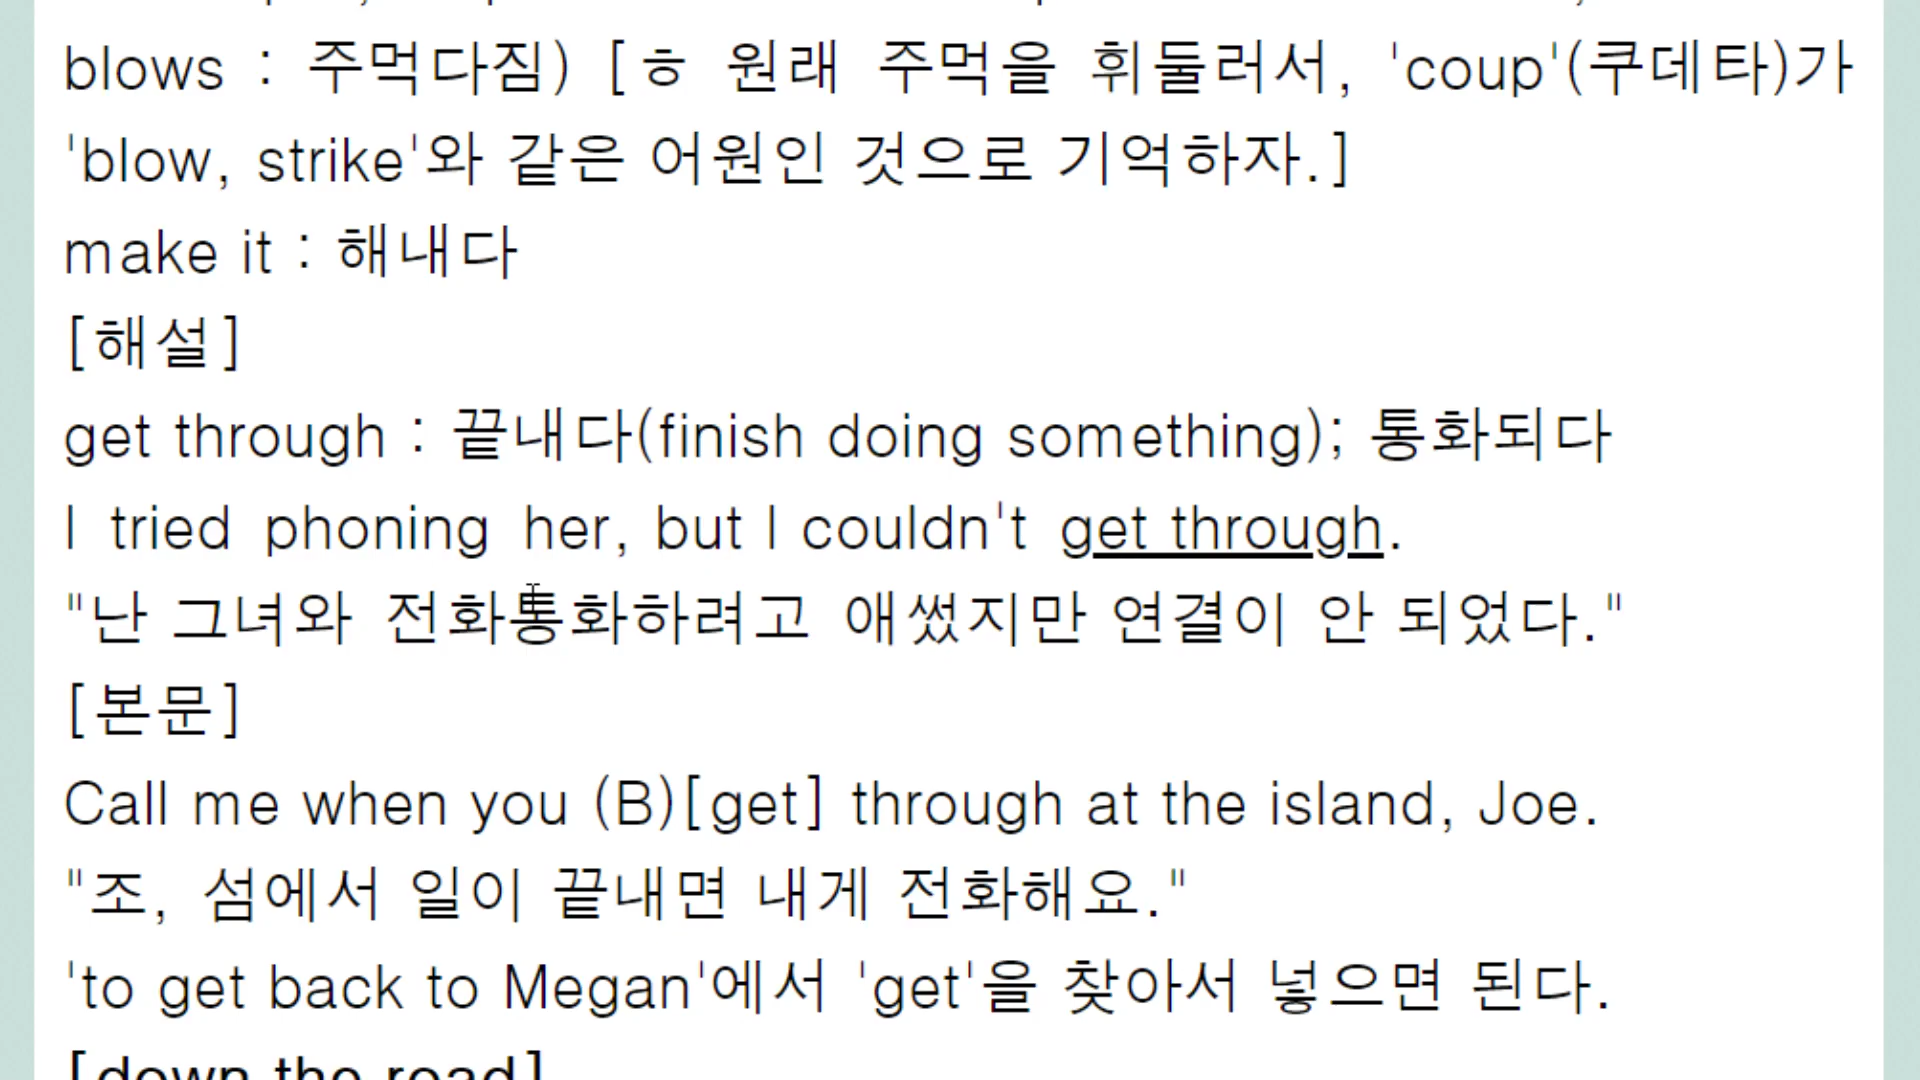 blows : 주먹다짐) [ㅎ 원래 주먹을 휘둘러서, 'coup'(쿠데타)가
'blow, strike'와 같은 어원인 것으로 기억하자.]
make it : 해내다
[해설]
get through : 끝내다(finish doing something); 통화되다
I tried phoning her, but I couldn't get through.
"난 그녀와 전화통화하려고 애썼지만 연결이 안 되었다."
[본문]
Call me when you (B)[get] through at the island, Joe.
"조, 섬에서 일이 끝내면 내게 전화해요."
'to get back to Megan'에서 'get'을 찾아서 넣으면 된다.
[down the road]